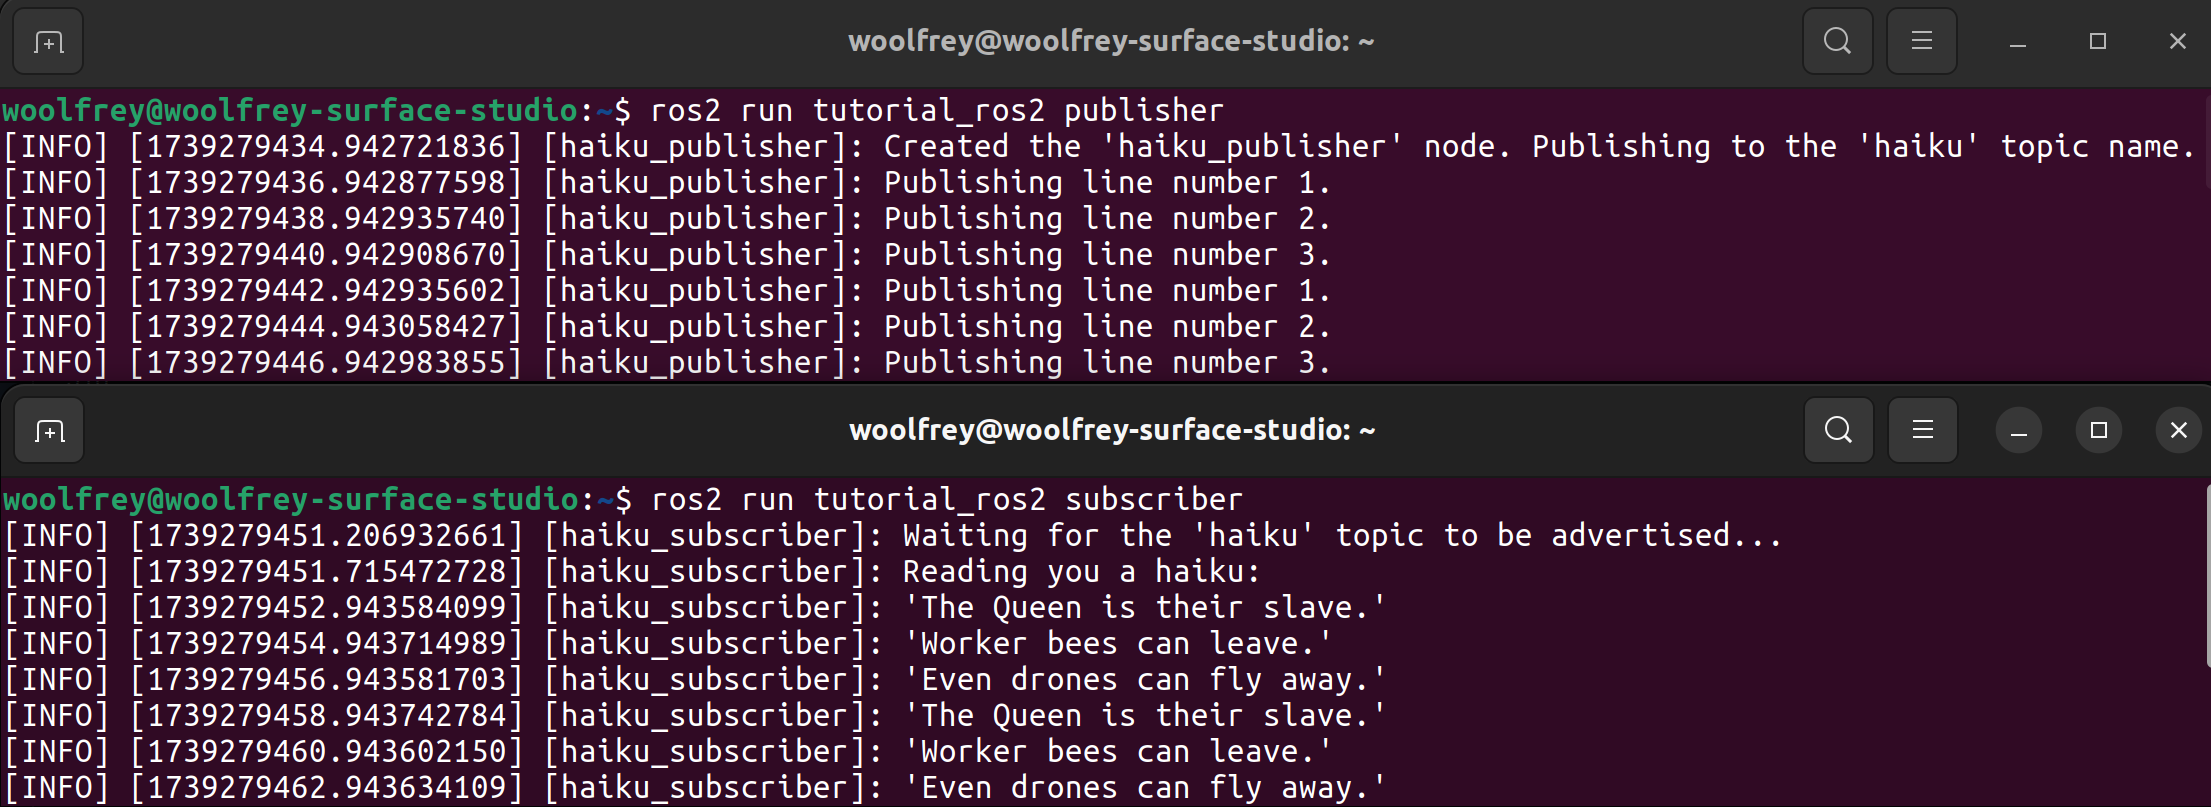 woolfrey@woolfrey-surface-studio: ~
woolfrey@woolfrey-surface-studio:~$ ros2 run tutorial_ros2 publisher
[INFO] [1739279434.942721836] [haiku_publisher]: Created the 'haiku_publisher' node. Publishing to the 'haiku' topic name.
[INFO] [1739279436.942877598] [haiku_publisher]: Publishing line number 1.
[INFO] [1739279438.942935740] [haiku_publisher]: Publishing line number 2.
[INFO] [1739279440.942908670] [haiku_publisher]: Publishing line number 3.
[INFO] [1739279442.942935602] [haiku_publisher]: Publishing line number 1.
[INFO] [1739279444.943058427] [haiku_publisher]: Publishing line number 2.
[INFO] [1739279446.942983855] [haiku_publisher]: Publishing line number 3.
woolfrey@woolfrey-surface-studio: ~
woolfrey@woolfrey-surface-studio:~$ ros2 run tutorial_ros2 subscriber
[INFO] [1739279451.206932661] [haiku_subscriber]: Waiting for the 'haiku' topic to be advertised...
[INFO] [1739279451.715472728] [haiku_subscriber]: Reading you a haiku:
[INFO] [1739279452.943584099] [haiku_subscriber]: 'The Queen is their slave.'
[INFO] [1739279454.943714989] [haiku_subscriber]: 'Worker bees can leave.'
[INFO] [1739279456.943581703] [haiku_subscriber]: 'Even drones can fly away.'
[INFO] [1739279458.943742784] [haiku_subscriber]: 'The Queen is their slave.'
[INFO] [1739279460.943602150] [haiku_subscriber]: 'Worker bees can leave.'
[INFO] [1739279462.943634109] [haiku_subscriber]: 'Even drones can fly away.'